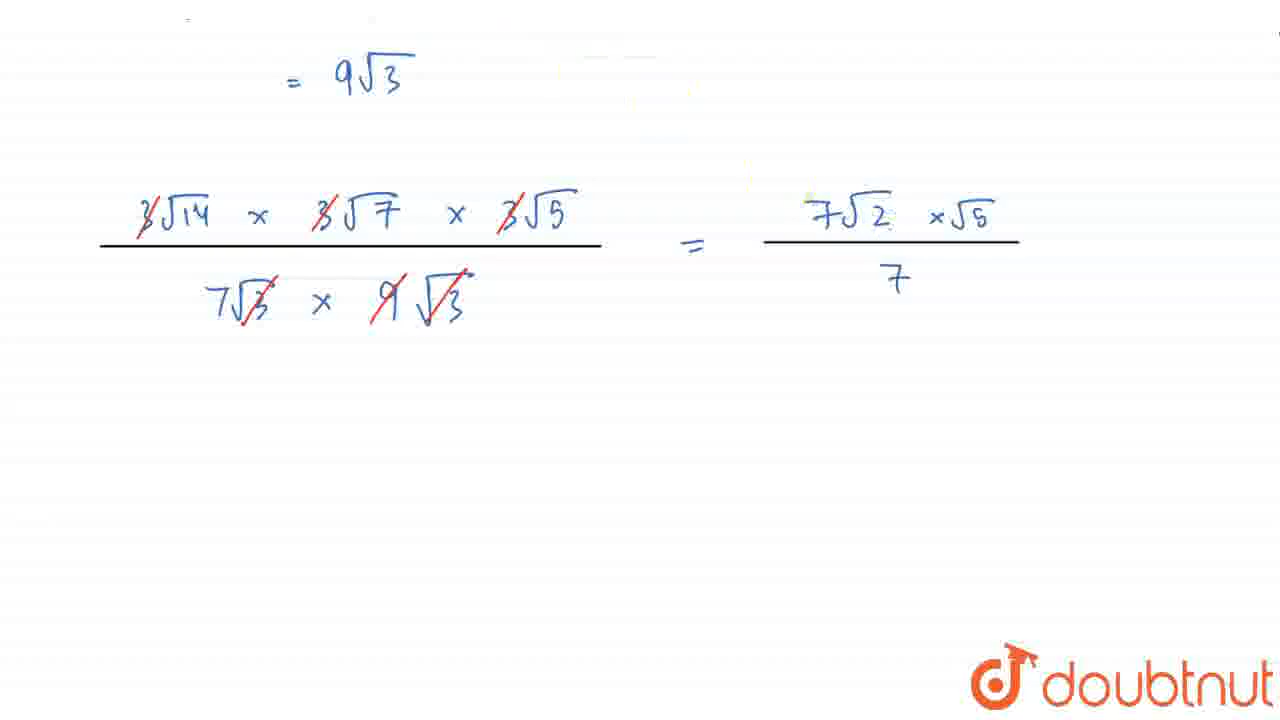 = 9√3
3√14 × 3√7 × 3√5 = 7√2 × √5
7√3 × 9√3 7
doubtnut